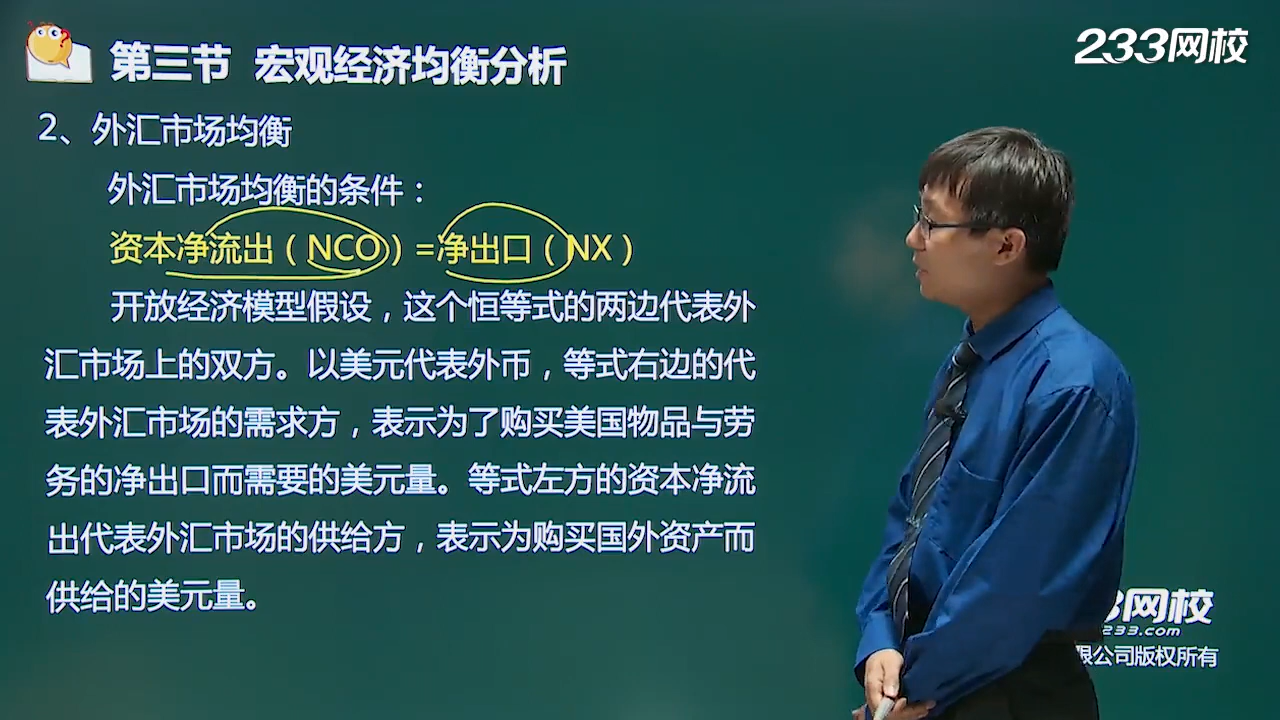 第三节 宏观经济均衡分析
233网校
2、外汇市场均衡
外汇市场均衡的条件：
资本净流出（NCO）=净出口（NX）
开放经济模型假设，这个恒等式的两边代表外
汇市场上的双方。以美元代表外币，等式右边的代
表外汇市场的需求方，表示为了购买美国物品与劳
务的净出口而需要的美元量。等式左方的资本净流
出代表外汇市场的供给方，表示为购买国外资产而
供给的美元量。
3网校
233.com
限公司版权所有